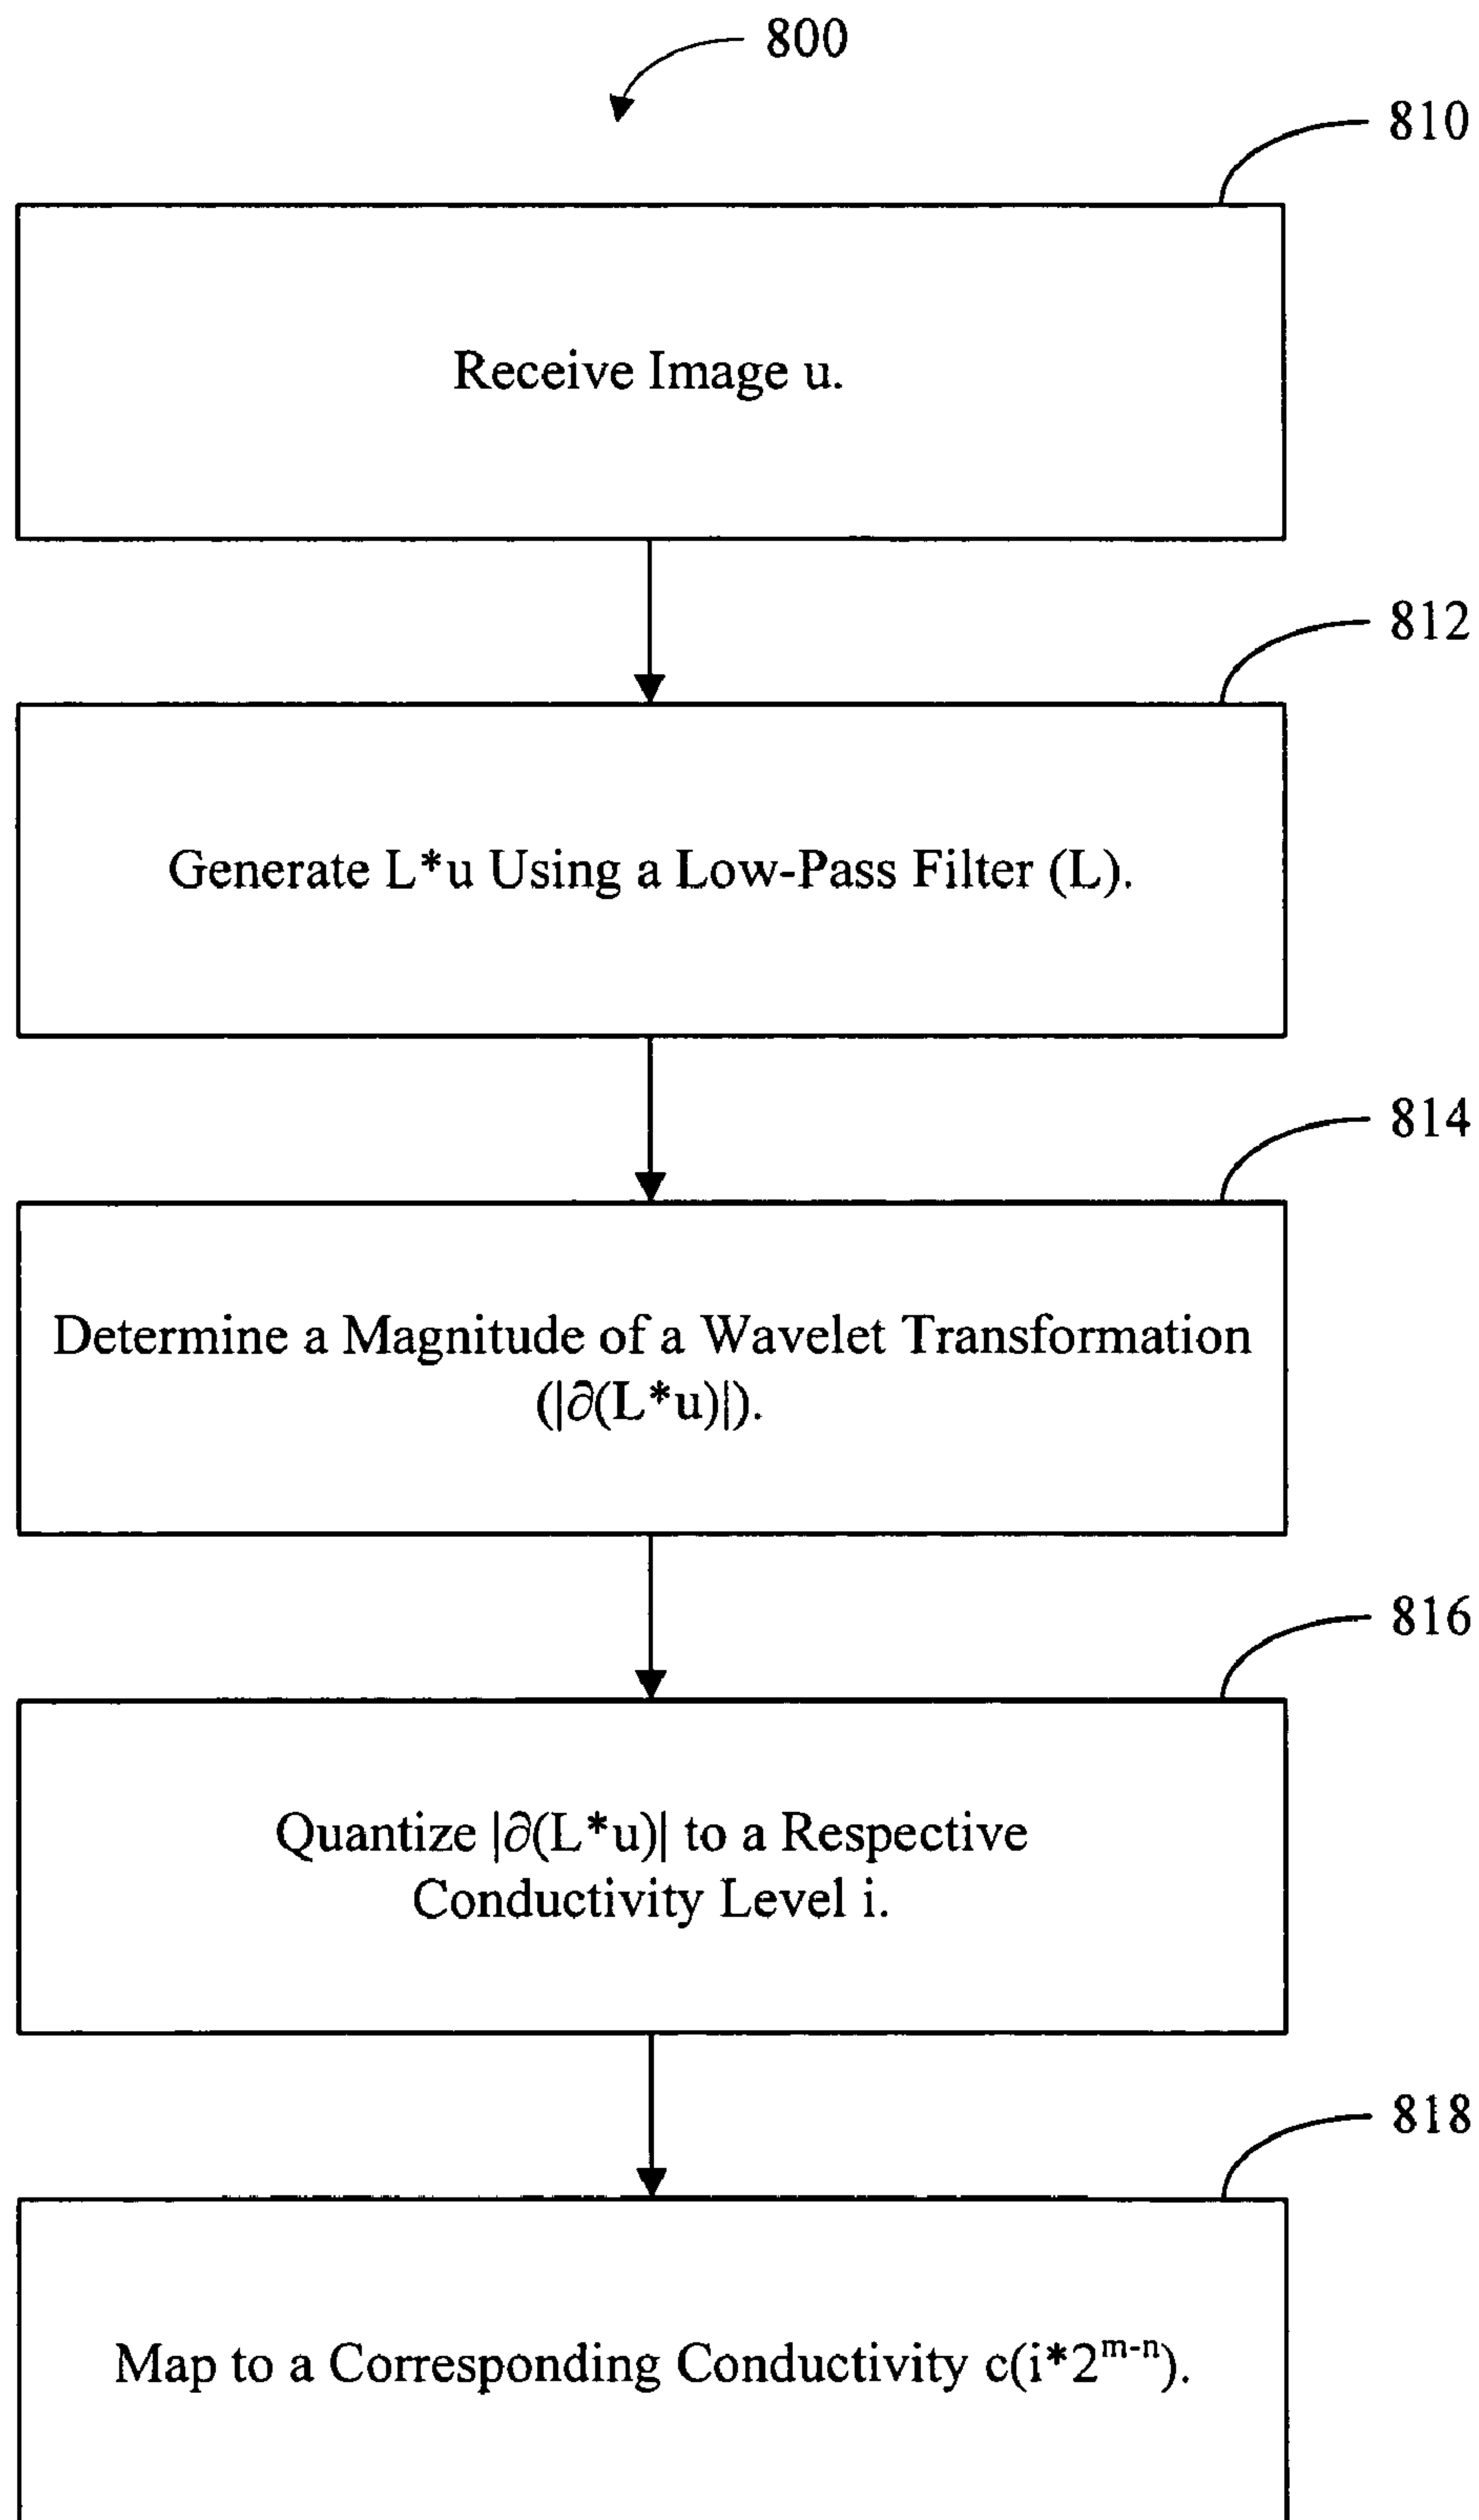 800
810
Receive Image u.
812
Generate L*u Using a Low-Pass Filter (L).
814
Determine a Magnitude of a Wavelet Transformation
(|∂(L*u)|).
816
Quantize |∂(L*u)| to a Respective
Conductivity Level i.
818
Map to a Corresponding Conductivity c(i*2^{m-n}).